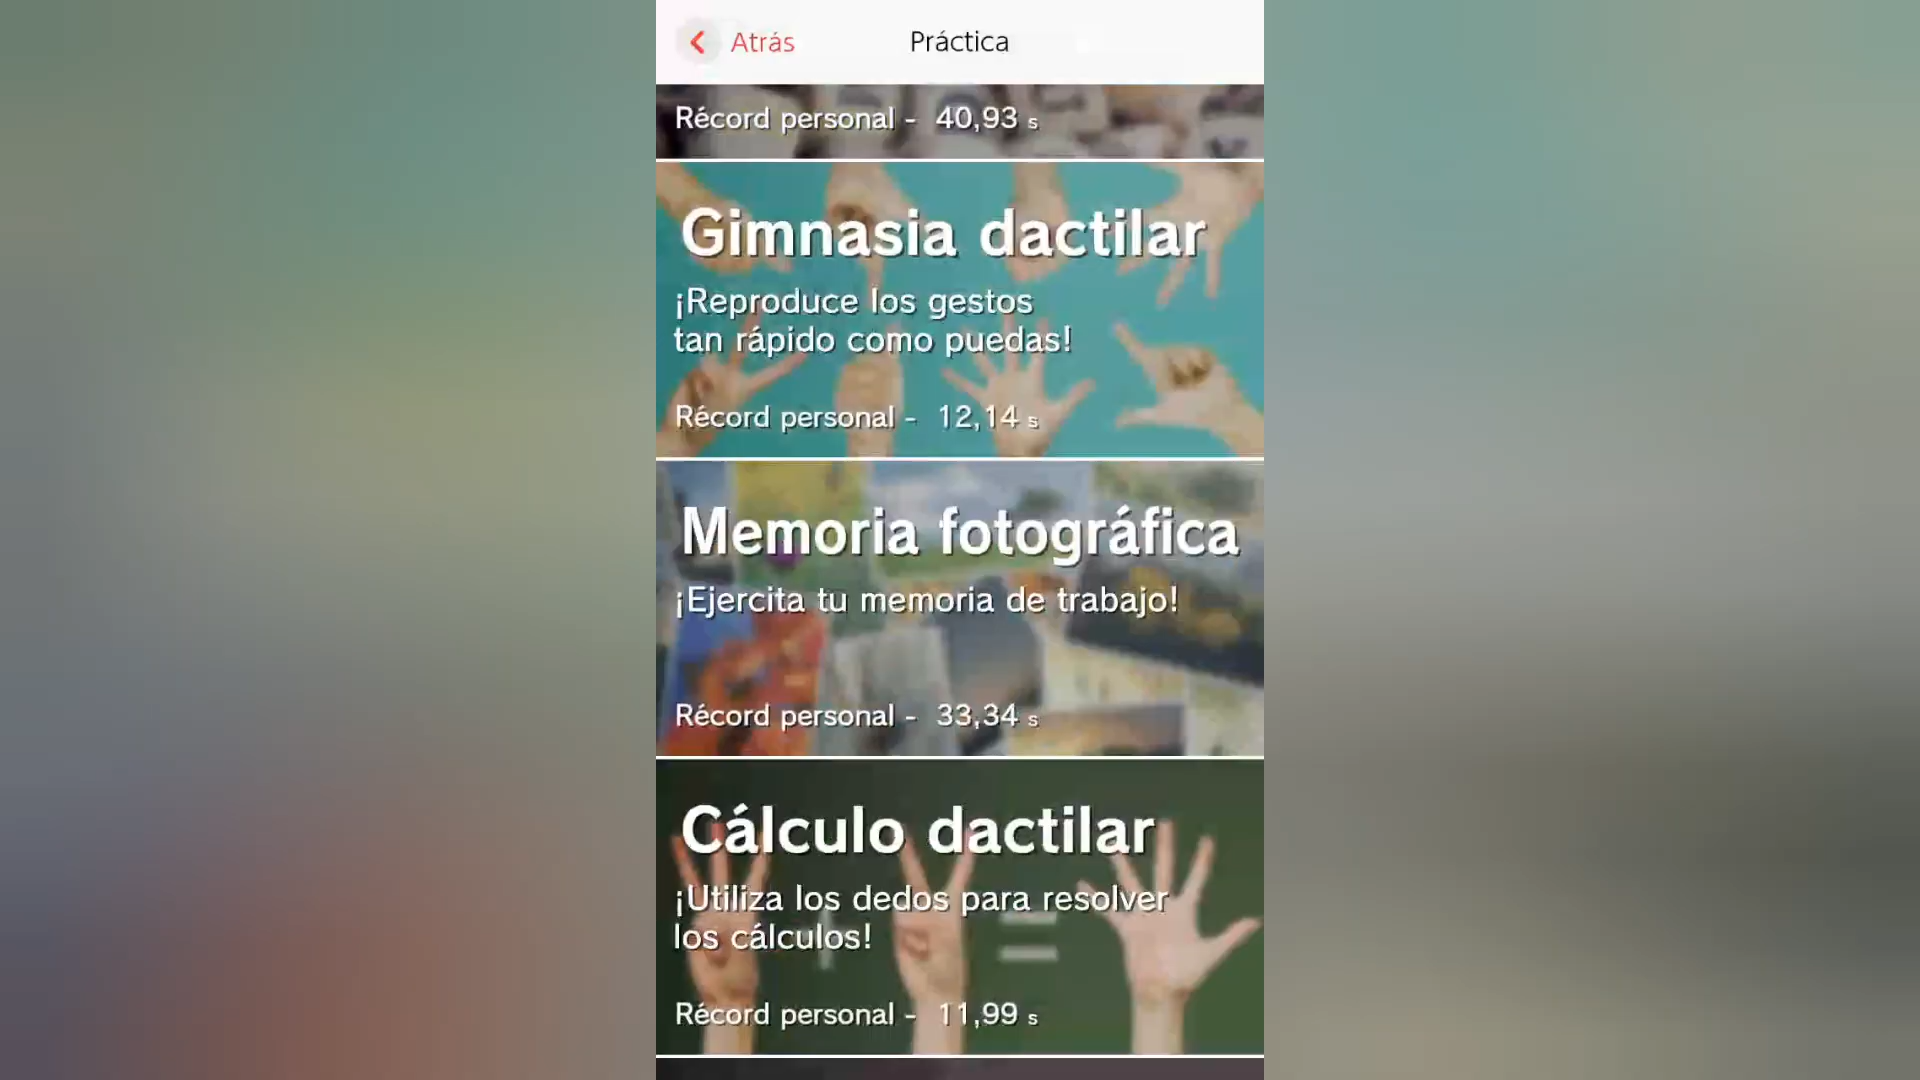 Atrás
Práctica
Récord personal - 40,93 s
Gimnasia dactilar
¡Reproduce los gestos
tan rápido como puedas!
Récord personal - 12,14 s
Memoria fotográfica
¡Ejercita tu memoria de trabajo!
Récord personal - 33,34 s
Cálculo dactilar
¡Utiliza los dedos para resolver
los cálculos!
Récord personal - 11,99 s